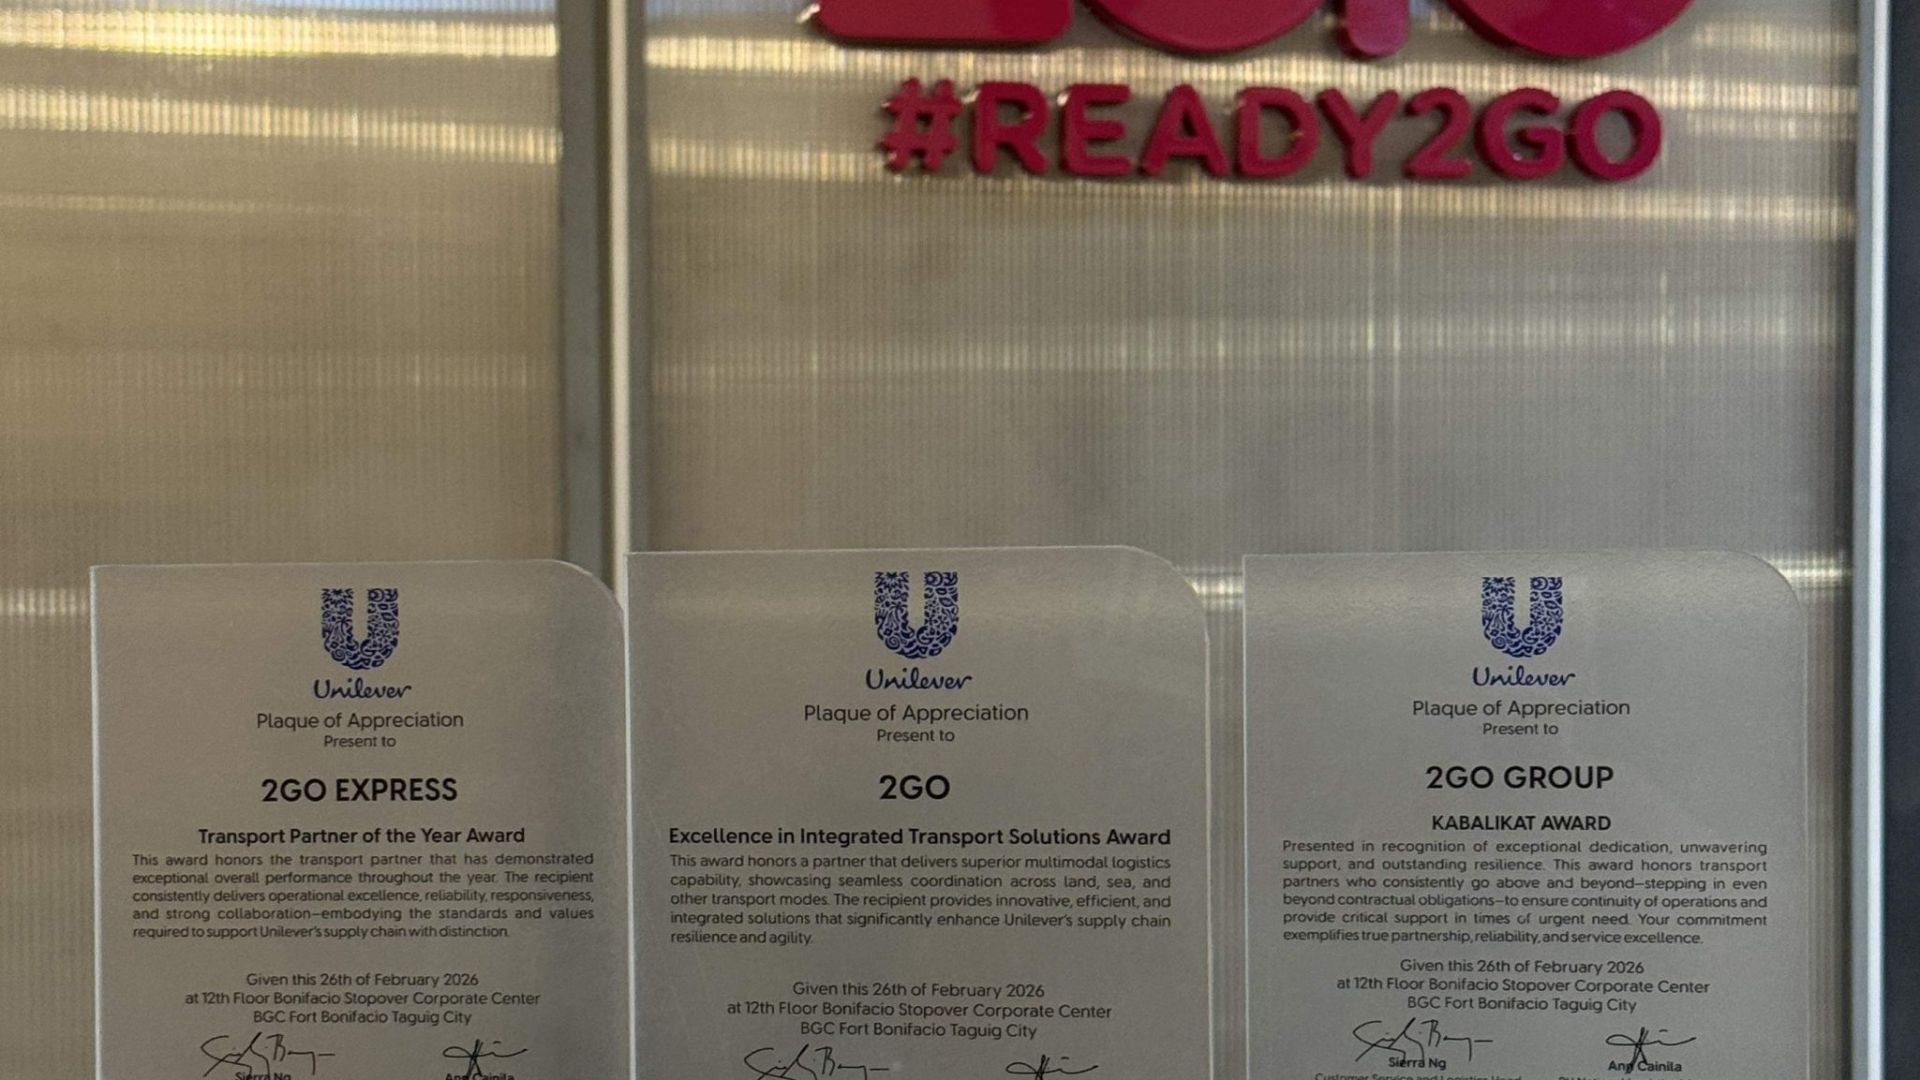 #READY2GO
Unilever
Plaque of Appreciation
Present to
2GO EXPRESS
Transport Partner of the Year Award
This award honors the transport partner that has demonstrated
exceptional overall performance throughout the year. The recipient
consistently delivers operational excellence, reliability, responsiveness,
and strong collaboration—embodying the standards and values
required to support Unilever's supply chain with distinction.
Given this 26th of February 2026
at 12th Floor Bonifacio Stopover Corporate Center
BGC Fort Bonifacio Taguig City
Sierra Ng
Ang Cainila
Unilever
Plaque of Appreciation
Present to
2GO
Excellence in Integrated Transport Solutions Award
This award honors a partner that delivers superior multimodal logistics
capability, showcasing seamless coordination across land, sea, and
other transport modes. The recipient provides innovative, efficient, and
integrated solutions that significantly enhance Unilever's supply chain
resilience and agility.
Given this 26th of February 2026
at 12th Floor Bonifacio Stopover Corporate Center
BGC Fort Bonifacio Taguig City
Unilever
Plaque of Appreciation
Present to
2GO GROUP
KABALIKAT AWARD
Presented in recognition of exceptional dedication, unwavering
support, and outstanding resilience. This award honors transport
partners who consistently go above and beyond—stepping in even
beyond contractual obligations—to ensure continuity of operations and
provide critical support in times of urgent need. Your commitment
exemplifies true partnership, reliability, and service excellence.
Given this 26th of February 2026
at 12th Floor Bonifacio Stopover Corporate Center
BGC Fort Bonifacio Taguig City
Sierra Ng
Ang Cainila
Customer Service and Logistics Head